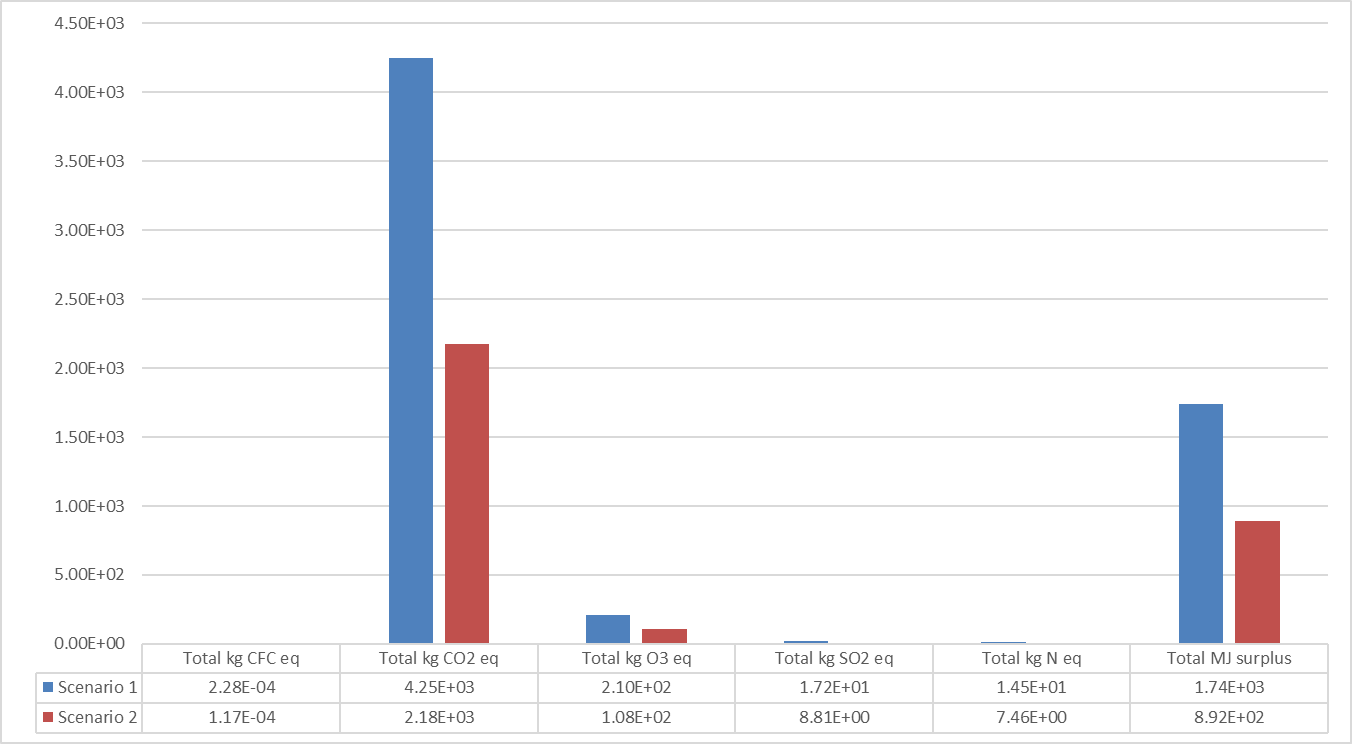 4.50E+03
4.00E+03
3.50E+03
3.00E+03
2.50E+03
2.00E+03
1.50E+03
1.00E+03
5.00E+02
0.00E+00
Total kg CFC eq Total kg CO2 eq Total kg O3 eq Total kg SO2 eq Total kg N eq Total MJ surplus
Scenario 1 2.28E-04 4.25E+03 2.10E+02 1.72E+01 1.45E+01 1.74E+03
Scenario 2 1.17E-04 2.18E+03 1.08E+02 8.81E+00 7.46E+00 8.92E+02